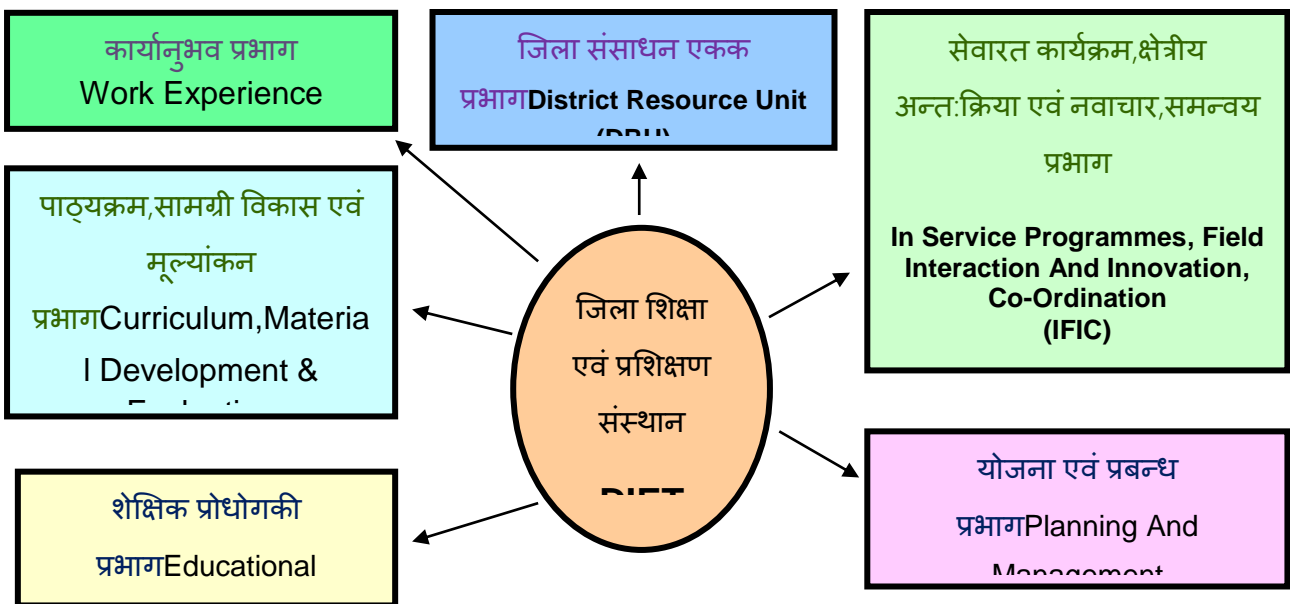 कार्यानुभव प्रभाग
Work Experience
जिला संसाधन एकक
प्रभागDistrict Resource Unit
सेवारत कार्यक्रम,क्षेत्रीय
अन्त:क्रिया एवं नवाचार,समन्वय
प्रभाग
In Service Programmes, Field
Interaction And Innovation,
Co-Ordination
(IFIC)
पाठ्यक्रम,सामग्री विकास एवं
मूल्यांकन
प्रभागCurriculum,Materia
l Development &
जिला शिक्षा
एवं प्रशिक्षण
संस्थान
शेक्षिक प्रोधोगकी
प्रभागEducational
योजना एवं प्रबन्ध
प्रभागPlanning And
Management